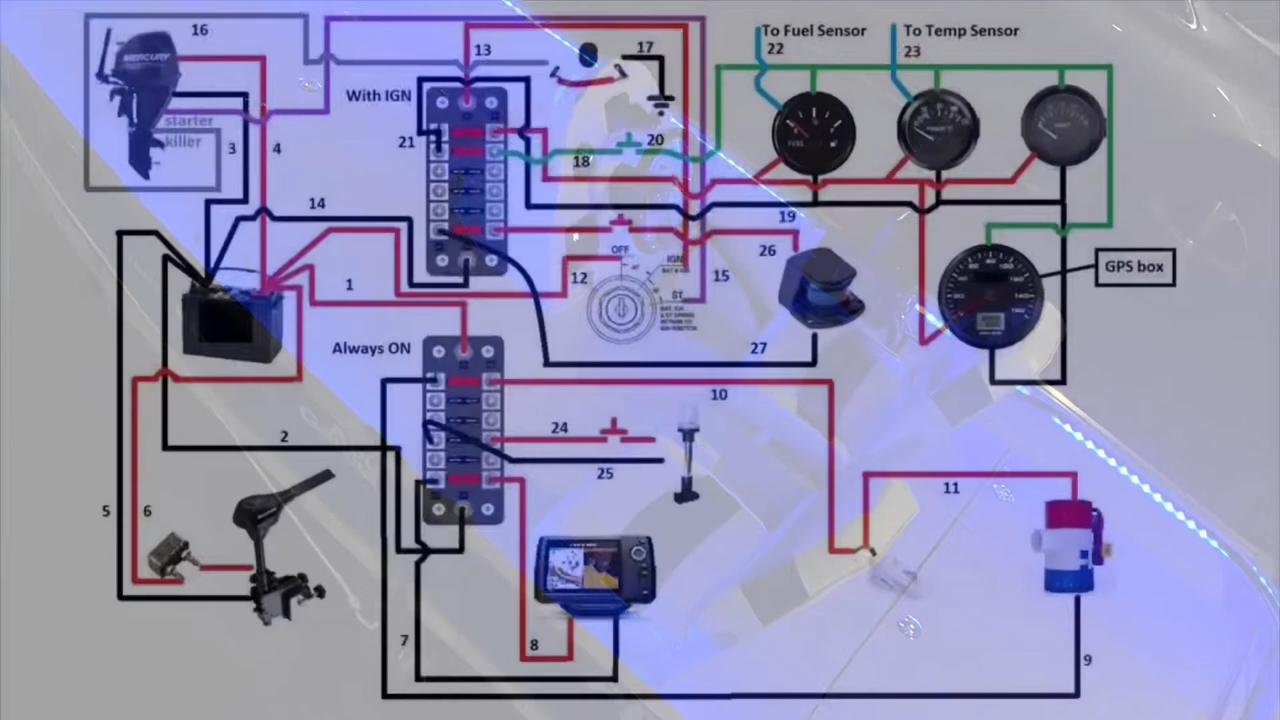 16
MERCURY
starter
killer
3
4
With IGN
13
17
To Fuel Sensor
22
To Temp Sensor
23
21
18
20
FUEL
14
19
26
1
12
OFF
IGN
ST
15
GPS box
Always ON
27
10
2
24
25
5
6
11
7
8
9